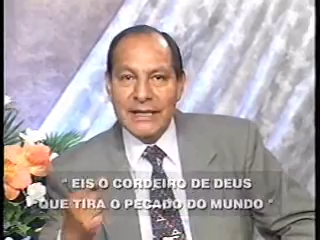 " EIS O CORDEIRO DE DEUS
QUE TIRA O PECADO DO MUNDO "